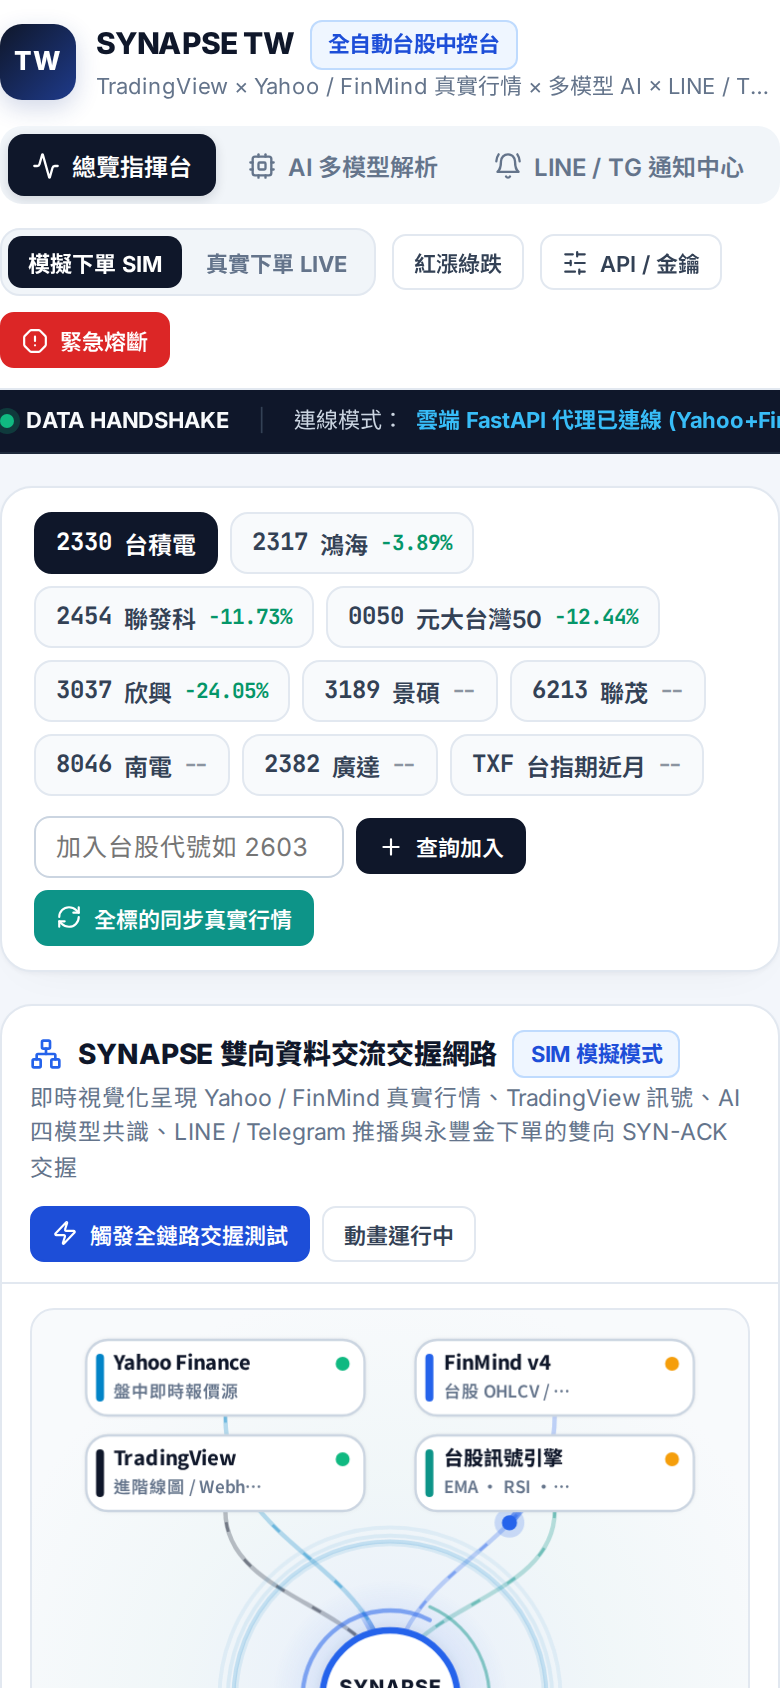 TW
SYNAPSE TW 全自動台股中控台
TradingView × Yahoo / FinMind 真實行情 × 多模型 AI × LINE / T...
總覽指揮台 AI 多模型解析 LINE / TG 通知中心
模擬下單 SIM 真實下單 LIVE 紅漲綠跌 API / 金鑰
緊急熔斷
DATA HANDSHAKE 連線模式： 雲端 FastAPI 代理已連線 (Yahoo+Fin
2330 台積電 2317 鴻海 -3.89%
2454 聯發科 -11.73% 0050 元大台灣50 -12.44%
3037 欣興 -24.05% 3189 景碩 -- 6213 聯茂 --
8046 南電 -- 2382 廣達 -- TXF 台指期近月 --
加入台股代號如 2603 查詢加入
全標的同步真實行情
SYNAPSE 雙向資料交流交握網路 SIM 模擬模式
即時視覺化呈現 Yahoo / FinMind 真實行情、TradingView 訊號、AI
四模型共識、LINE / Telegram 推播與永豐金下單的雙向 SYN-ACK
交握
觸發全鏈路交握測試 動畫運行中
Yahoo Finance FinMind v4
盤中即時報價源 台股 OHLCV / ···
TradingView 台股訊號引擎
進階線圖 / Webh··· EMA · RSI · ···
SYNAPSE